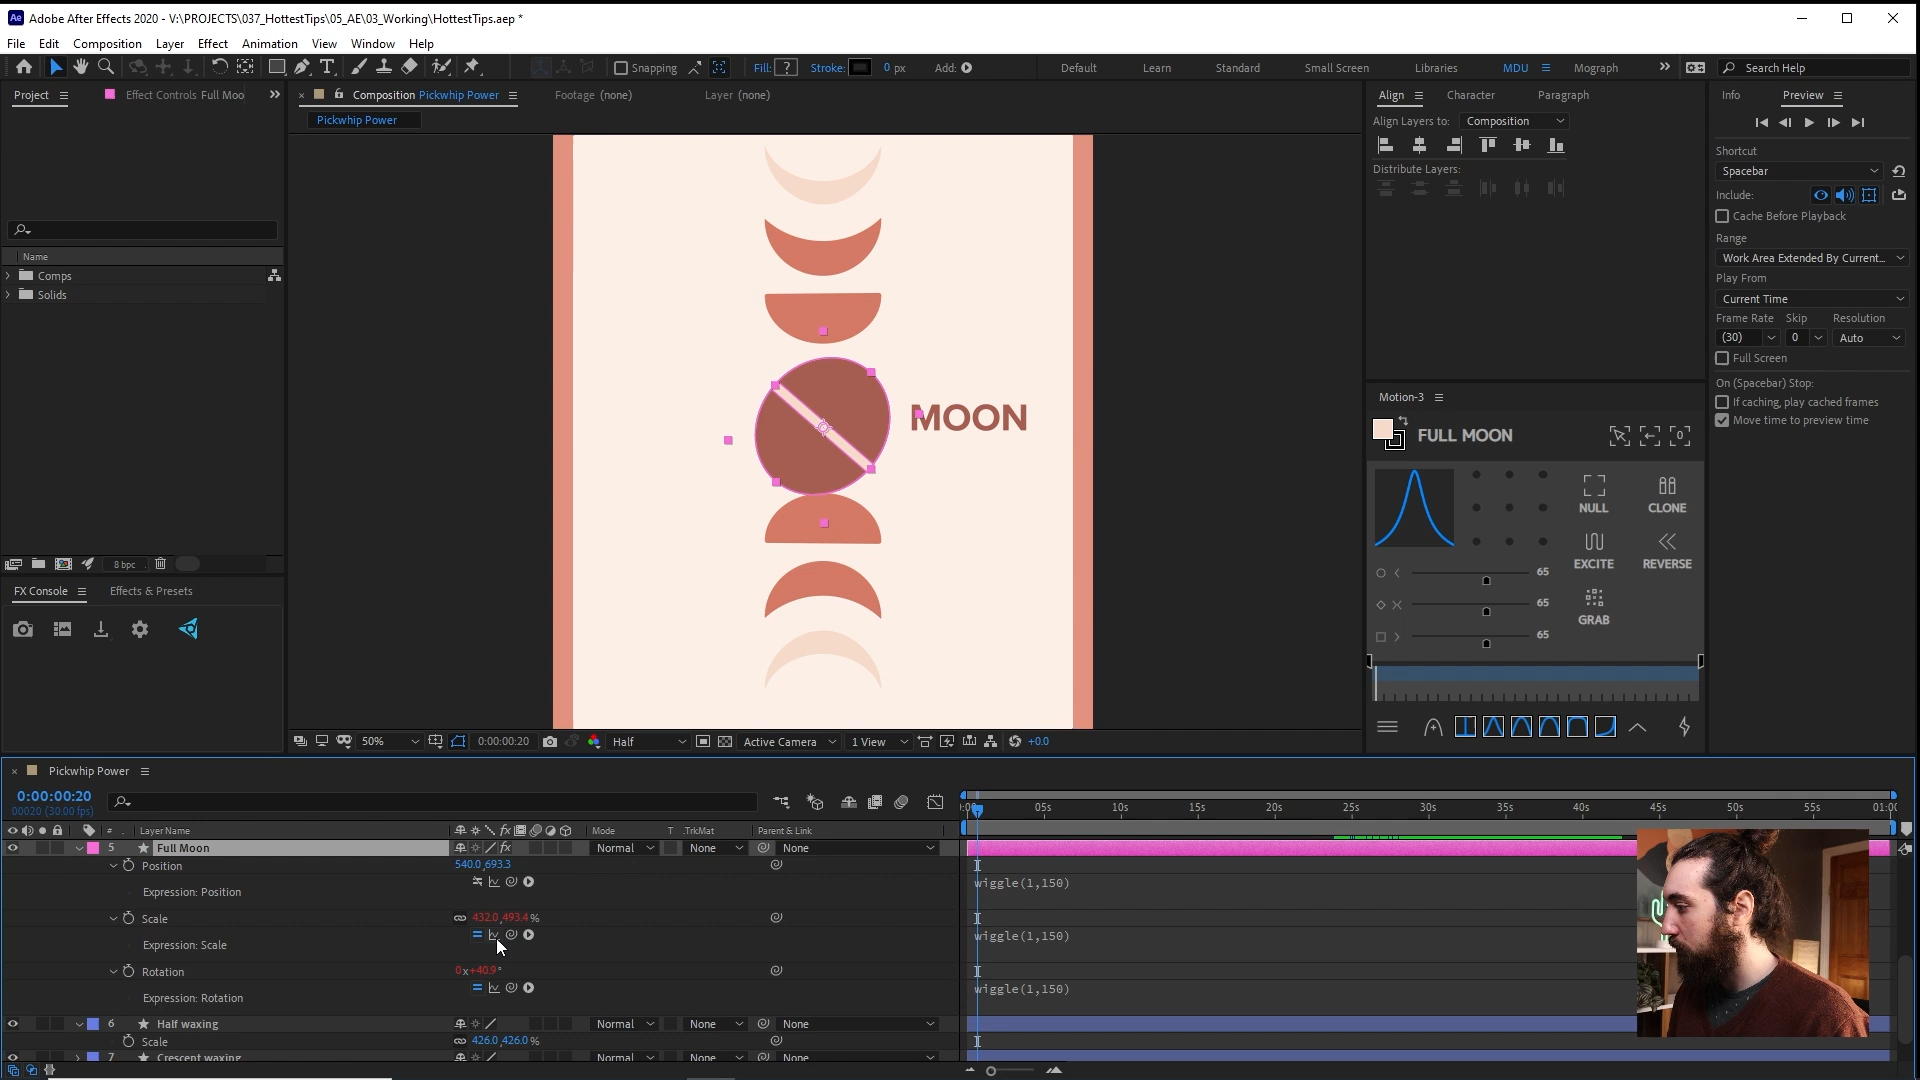 Adobe After Effects 2020 - V:\PROJECTS\037_HottestTips\05_AE\03_Working\HottestTips.aep *
File Edit Composition Layer Effect Animation View Window Help
Snapping Fill: ? Stroke: 0 px Add: Default Learn Standard Small Screen Libraries MDU Mograph Search Help
Project Effect Controls Full Moo
Composition Pickwhip Power Footage (none) Layer (none)
Pickwhip Power
Name
Comps
Solids
8 bpc
FX Console Effects & Presets
MOON
50% 0:00:00:20 Half Active Camera 1 View +0.0
Align Character Paragraph
Align Layers to: Composition
Distribute Layers:
Motion-3
FULL MOON
NULL CLONE
EXCITE REVERSE
GRAB
65
65
65
Info Preview
Shortcut
Spacebar
Include:
Cache Before Playback
Range
Work Area Extended By Current...
Play From
Current Time
Frame Rate Skip Resolution
(30) 0 Auto
Full Screen
On (Spacebar) Stop:
If caching, play cached frames
Move time to preview time
Pickwhip Power
0:00:00:20
00020 (30.00 fps)
05s 10s 15s 20s 25s 30s 35s 40s 45s 50s 55s 01:00
# Layer Name Mode T .TrkMat Parent & Link
5 Full Moon Normal None None
Position 540.0,693.3
Expression: Position wiggle(1,150)
Scale 432.0,493.4%
Expression: Scale wiggle(1,150)
Rotation 0x+40.9°
Expression: Rotation wiggle(1,150)
6 Half waxing Normal None None
Scale 426.0,426.0%
7 Crescent waxing Normal None None